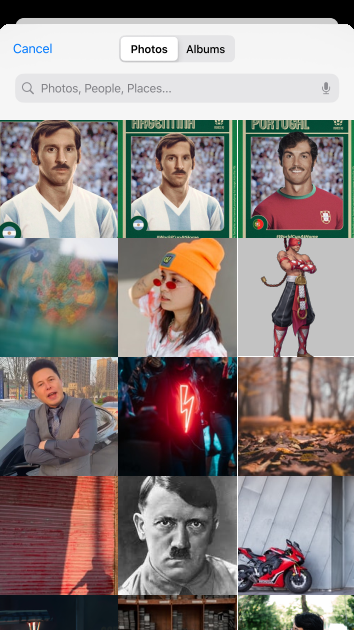 Cancel
Photos
Albums
Photos, People, Places...
ARGENTINA
PORTUGAL